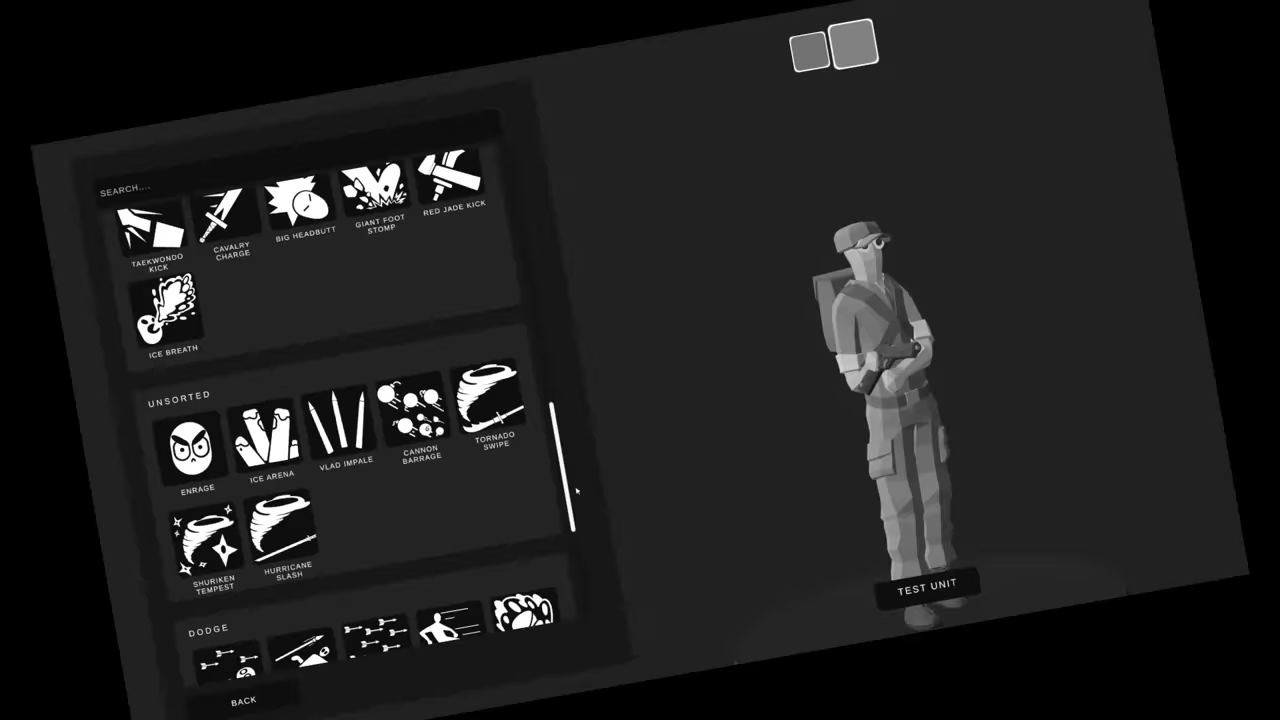 SEARCH....
TAEKWONDO
KICK
CAVALRY
CHARGE
BIG HEADBUTT
GIANT FOOT
STOMP
RED JADE KICK
ICE BREATH
UNSORTED
ENRAGE
ICE ARENA
VLAD IMPALE
CANNON
BARRAGE
TORNADO
SWIPE
SHURIKEN
TEMPEST
HURRICANE
SLASH
DODGE
BACK
TEST UNIT